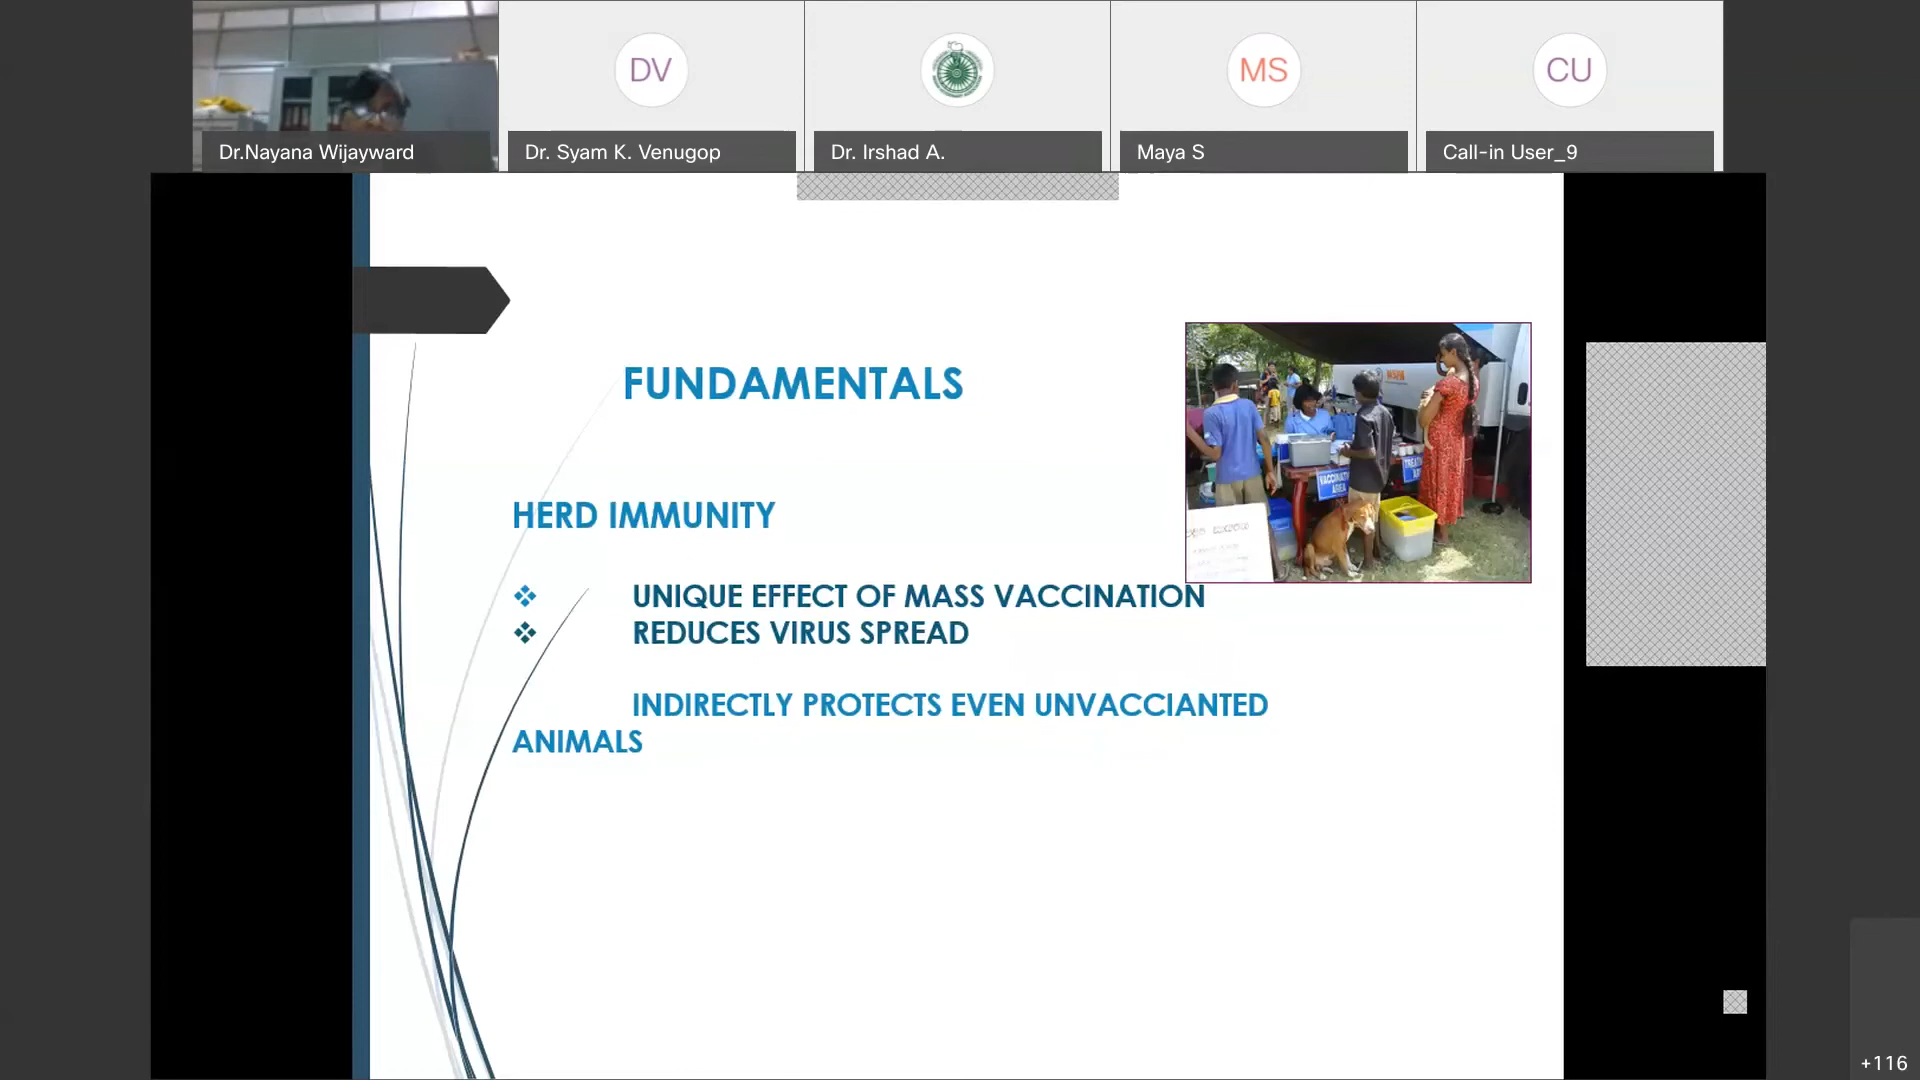 DV
MS
CU
Dr.Nayana Wijayward
Dr. Syam K. Venugop
Dr. Irshad A.
Maya S
Call-in User_9
FUNDAMENTALS
HERD IMMUNITY
❖ UNIQUE EFFECT OF MASS VACCINATION
❖ REDUCES VIRUS SPREAD
INDIRECTLY PROTECTS EVEN UNVACCIANTED
ANIMALS
+116